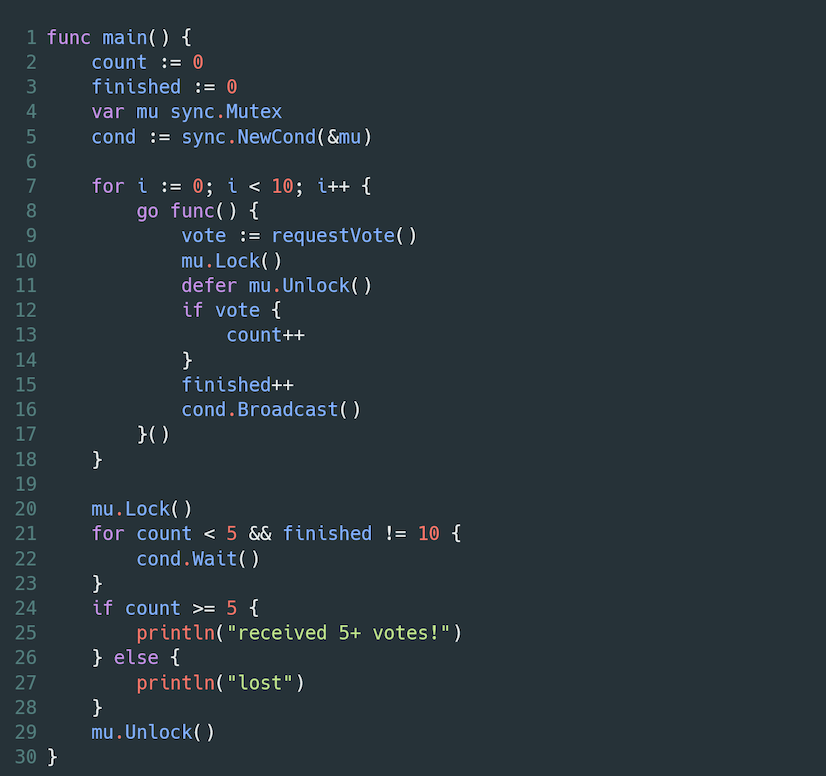 1 func main() {
2     count := 0
3     finished := 0
4     var mu sync.Mutex
5     cond := sync.NewCond(&mu)
6
7     for i := 0; i < 10; i++ {
8         go func() {
9             vote := requestVote()
10             mu.Lock()
11             defer mu.Unlock()
12             if vote {
13                 count++
14             }
15             finished++
16             cond.Broadcast()
17         }()
18     }
19
20     mu.Lock()
21     for count < 5 && finished != 10 {
22         cond.Wait()
23     }
24     if count >= 5 {
25         println("received 5+ votes!")
26     } else {
27         println("lost")
28     }
29     mu.Unlock()
30 }